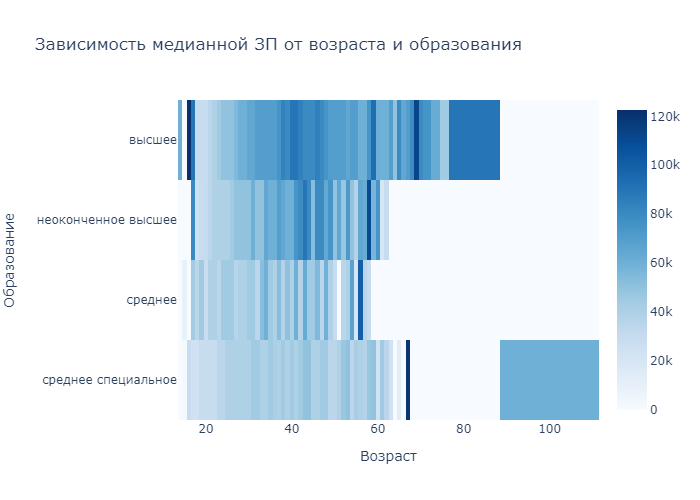 Зависимость медианной ЗП от возраста и образования
Образование
высшее
неоконченное высшее
среднее
среднее специальное
20 40 60 80 100
Возраст
120k
100k
80k
60k
40k
20k
0